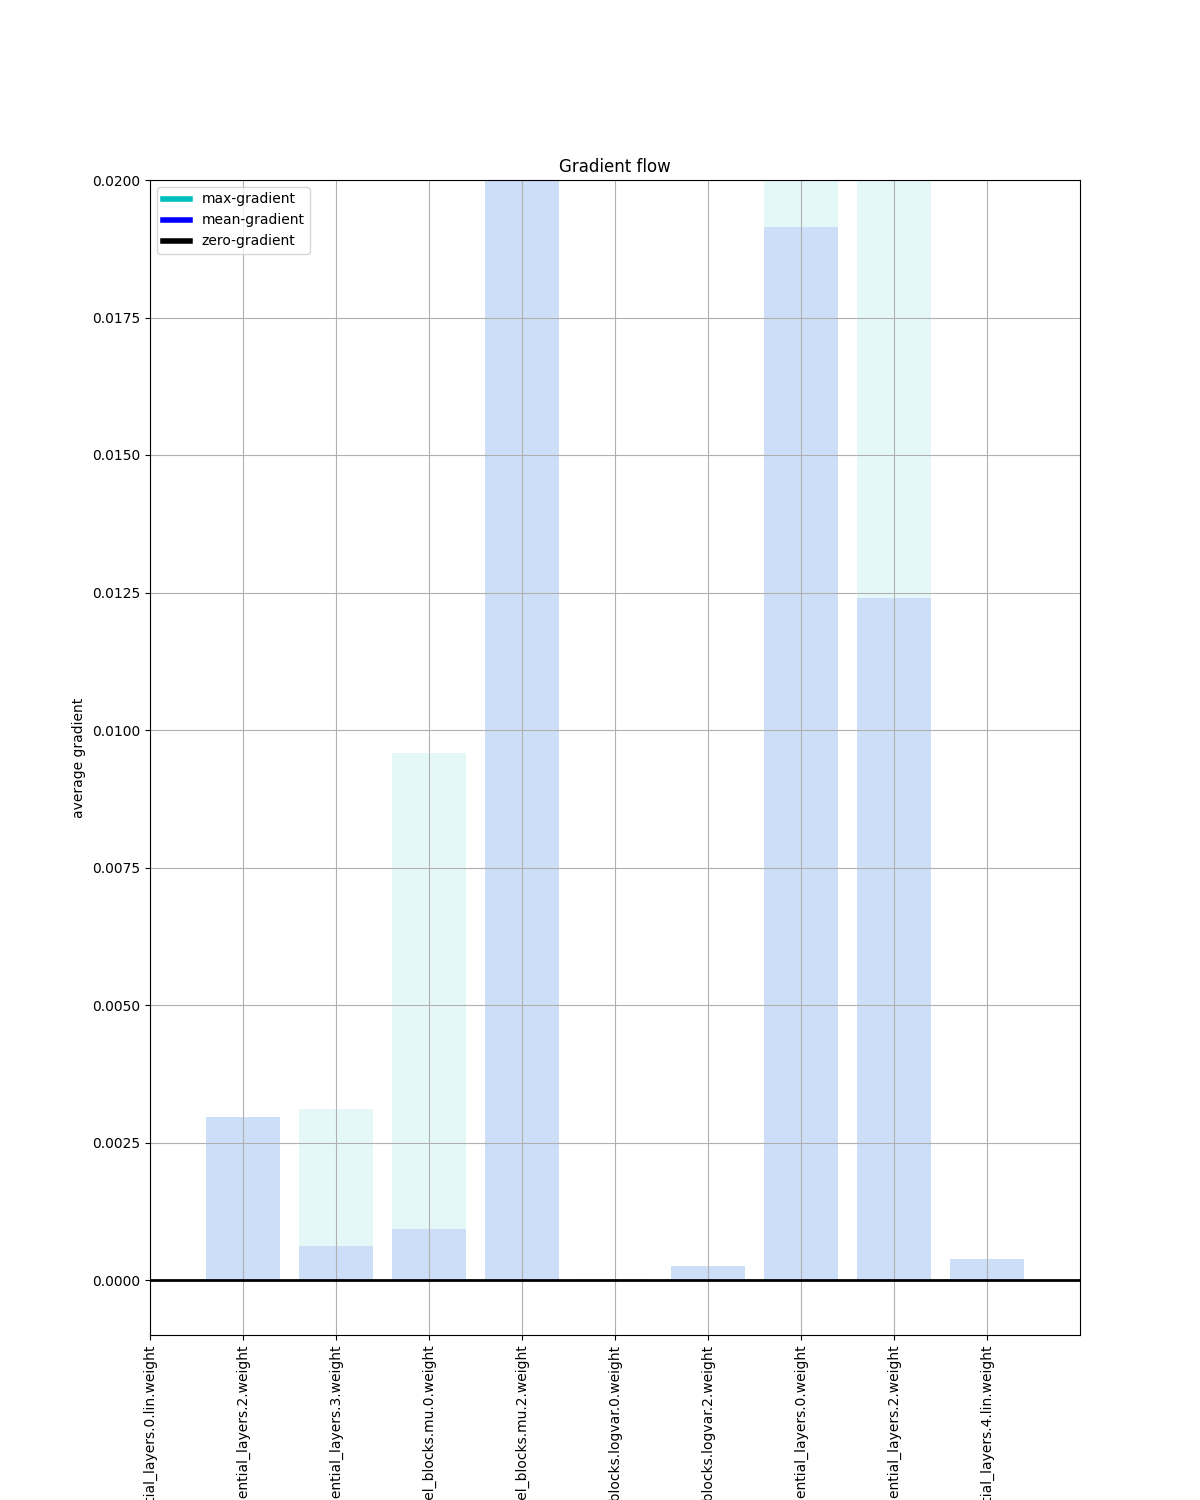 Gradient flow
max-gradient
mean-gradient
zero-gradient
0.0200
0.0175
0.0150
0.0125
0.0100
0.0075
0.0050
0.0025
0.0000
average gradient
tial_layers.0.lin.weight
ential_layers.2.weight
ential_layers.3.weight
el_blocks.mu.0.weight
el_blocks.mu.2.weight
blocks.logvar.0.weight
blocks.logvar.2.weight
ential_layers.0.weight
ential_layers.2.weight
tial_layers.4.lin.weight